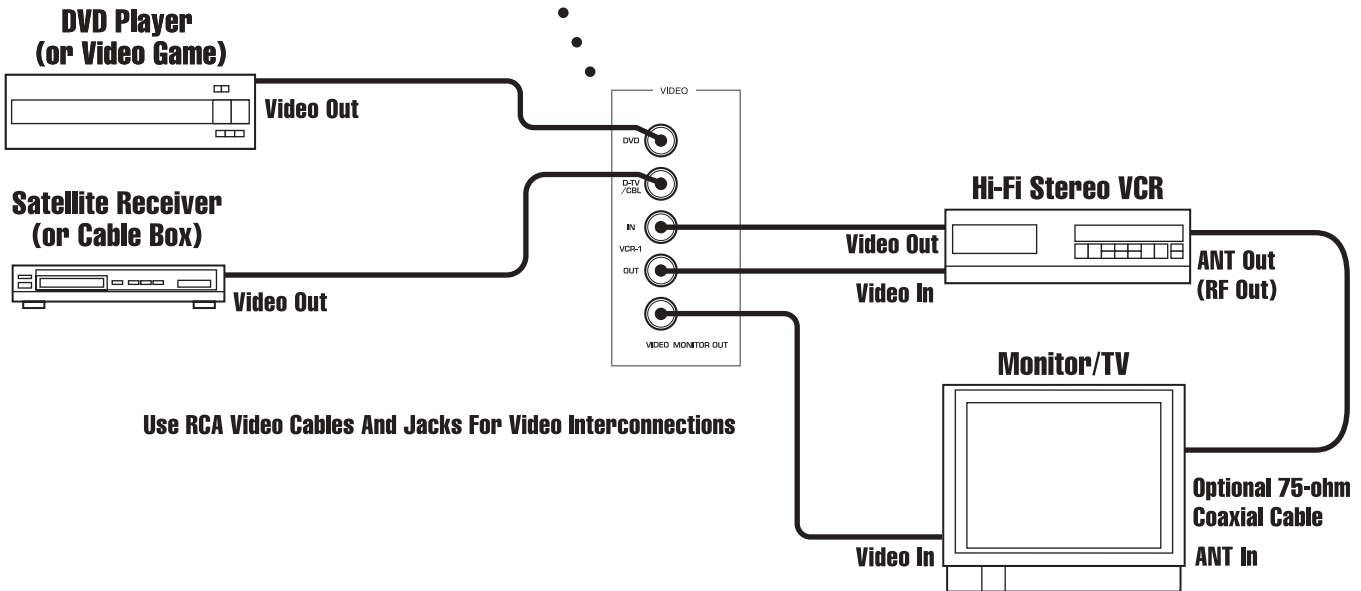 DVD Player
(or Video Game)
Video Out
Satellite Receiver
(or Cable Box)
Video Out
VIDEO
DVD
D-TV
/CBL
IN
VCR-1
OUT
VIDEO MONITOR OUT
Hi-Fi Stereo VCR
Video Out
Video In
ANT Out
(RF Out)
Monitor/TV
Use RCA Video Cables And Jacks For Video Interconnections
Optional 75-ohm
Coaxial Cable
Video In
ANT In